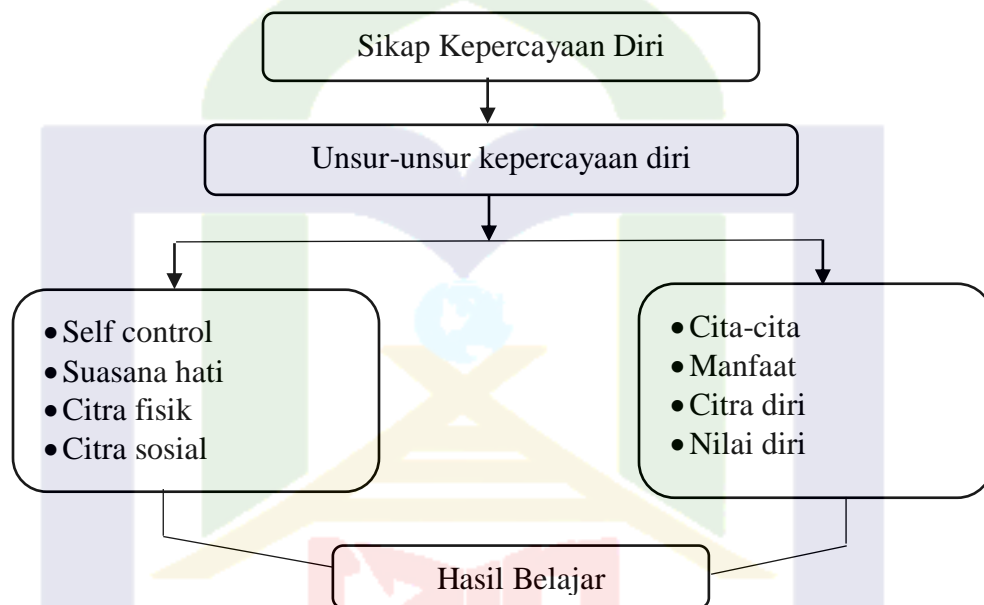 Sikap Kepercayaan Diri
Unsur-unsur kepercayaan diri
• Self control
• Suasana hati
• Citra fisik
• Citra sosial
• Cita-cita
• Manfaat
• Citra diri
• Nilai diri
Hasil Belajar